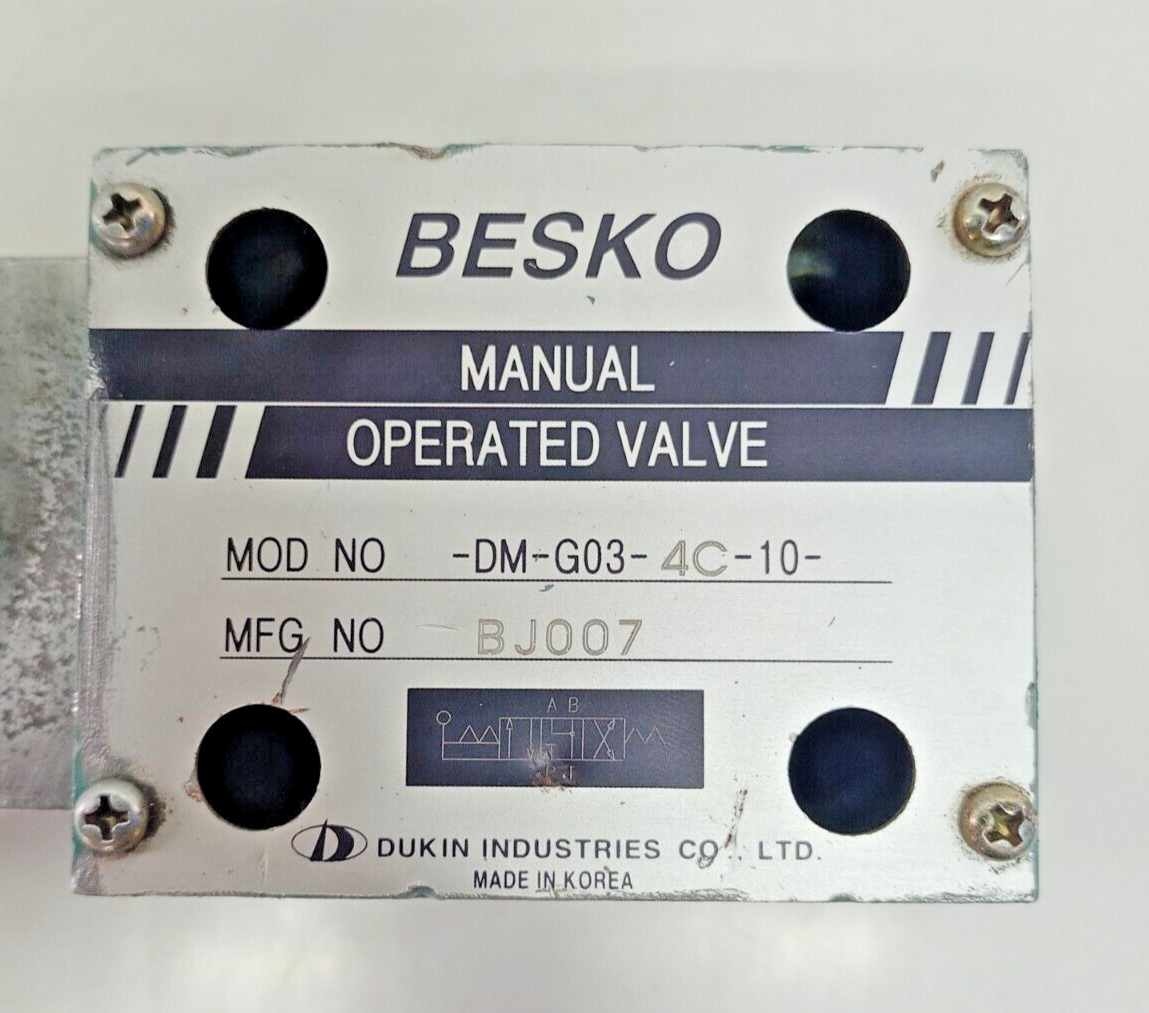 BESKO
MANUAL
OPERATED VALVE
MOD NO -DM-G03-4C-10-
MFG NO BJ007
A B
P T
DUKIN INDUSTRIES CO., LTD.
MADE IN KOREA